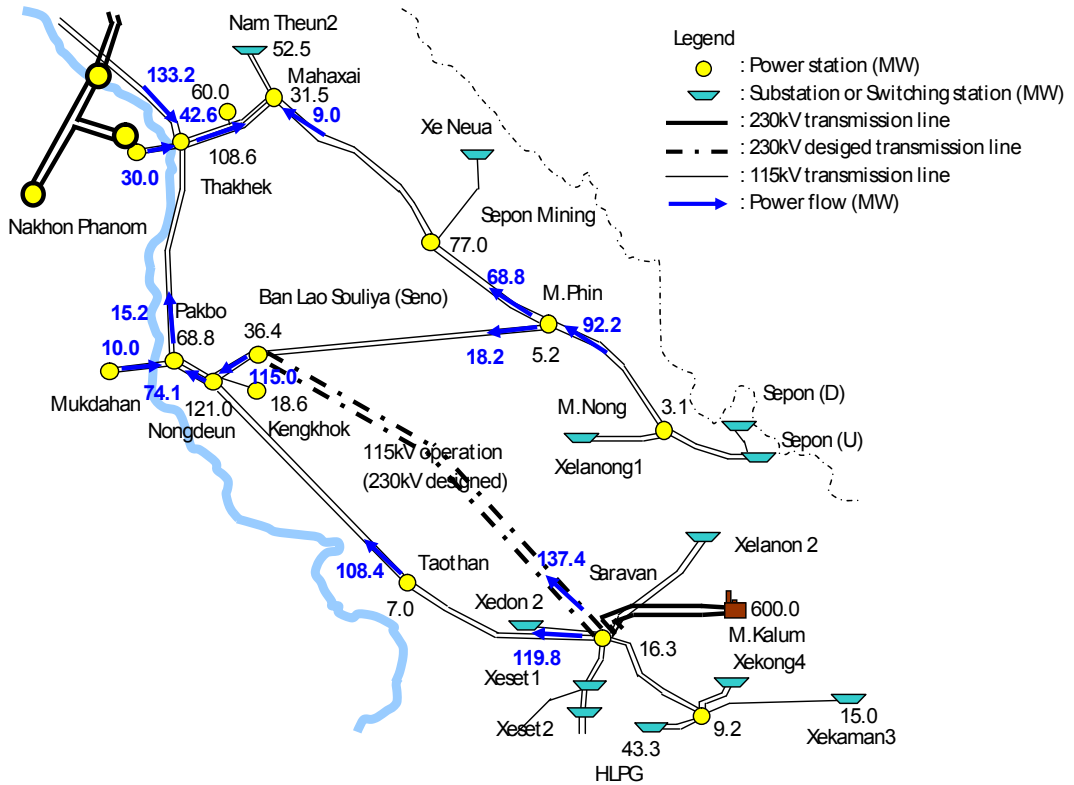 Nam Theun2
52.5
Mahaxai
133.2
60.0
31.5
42.6
9.0
108.6
30.0
Thakhek
Nakhon Phanom
Xe Neua
Sepon Mining
77.0
Legend
: Power station (MW)
: Substation or Switching station (MW)
: 230kV transmission line
: 230kV desiged transmission line
: 115kV transmission line
: Power flow (MW)
68.8
M.Phin
Ban Lao Souliya (Seno)
92.2
15.2
Pakbo
36.4
18.2
5.2
68.8
10.0
115.0
74.1
Mukdahan
121.0
18.6
Nongdeun
Kengkhok
M.Nong
3.1
Sepon (D)
Sepon (U)
Xelanong1
115kV operation
(230kV designed)
Xelanon 2
137.4
Saravan
Taothan
108.4
7.0
Xedon 2
600.0
M.Kalum
16.3
119.8
Xekong4
Xeset1
Xeset2
9.2
15.0
43.3
Xekaman3
HLPG